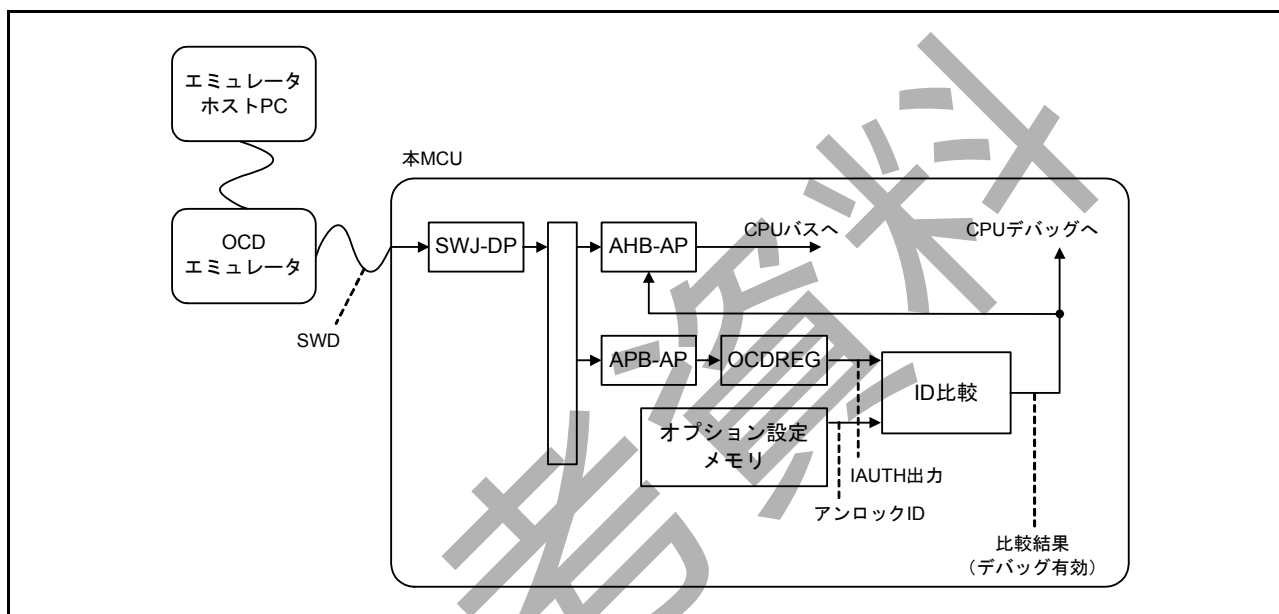 エミュレータ
ホストPC
本MCU
OCD
エミュレータ
SWD
SWJ-DP
AHB-AP
CPUバスへ
CPUデバッグへ
APB-AP
OCDREG
ID比較
オプション設定
メモリ
IAUTH出力
アンロックID
比較結果
（デバッグ有効）
参考資料